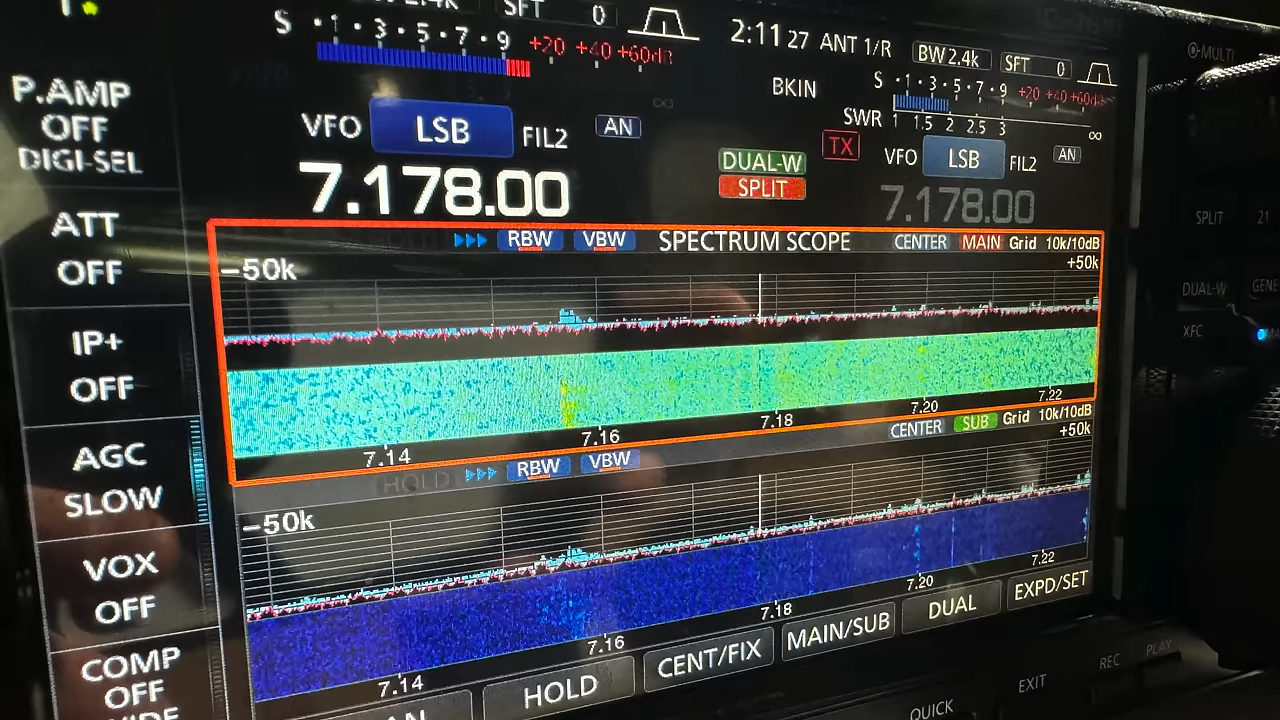 SFT 0
S 1 3 5 7 9 +20 +40 +60dB
2:11 27 ANT 1/R
BW 2.4k SFT 0
MULTI
P.AMP
OFF
DIGI-SEL
BKIN
S 1 3 5 7 9 +20 +40 +60dB
SWR 1 1.5 2 2.5 3 ∞
VFO LSB FIL2 AN
TX
VFO LSB FIL2 AN
DUAL-W
SPLIT
7.178.00
7.178.00
SPLIT 21
ATT
OFF
RBW VBW SPECTRUM SCOPE CENTER MAIN Grid 10k/10dB
-50k +50k
DUAL-W GENE
XFC
IP+
OFF
7.14 7.16 7.18 7.20 7.22
AGC
SLOW
HOLD RBW VBW CENTER SUB Grid 10k/10dB
-50k +50k
VOX
OFF
7.14 7.16 7.18 7.20 7.22
COMP
OFF
HOLD CENT/FIX MAIN/SUB DUAL EXPD/SET
QUICK EXIT REC PLAY